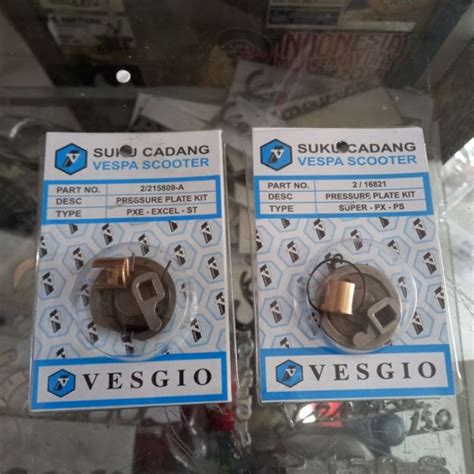 SUKU CADANG
VESPA SCOOTER
PART NO. 2/215809-A
DESC PRESSURE PLATE KIT
TYPE PXE - EXCEL - ST
VESGIO
SUKU CADANG
VESPA SCOOTER
PART NO. 2 / 16821
DESC PRESSURE PLATE KIT
TYPE SUPER - PX - PS
VESGIO
INDONESIA